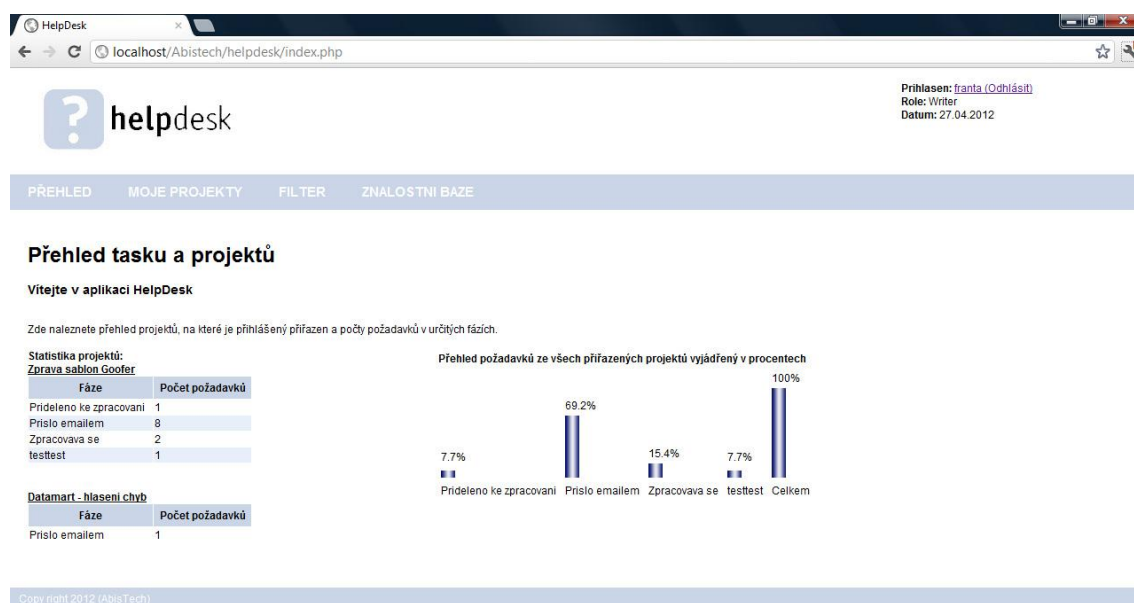 HelpDesk
localhost/Abistech/helpdesk/index.php
? helpdesk
Prihlasen: franta (Odhlásit)
Role: Writer
Datum: 27.04.2012
PŘEHLED MOJE PROJEKTY FILTER ZNALOSTNI BAZE
Přehled tasku a projektů
Vítejte v aplikaci HelpDesk
Zde naleznete přehled projektů, na které je přihlášený přiřazen a počty požadavků v určitých fázích.
Statistika projektů:
Zprava sablon Goofer
Fáze Počet požadavků
Prideleno ke zpracovani 1
Prislo emailem 8
Zpracovava se 2
testtest 1
Datamart - hlaseni chyb
Fáze Počet požadavků
Prislo emailem 1
Přehled požadavků ze všech přiřazených projektů vyjádřený v procentech
7.7% 69.2% 15.4% 7.7% 100%
Prideleno ke zpracovani Prislo emailem Zpracovava se testtest Celkem
Copyright 2012 (AbisTech)